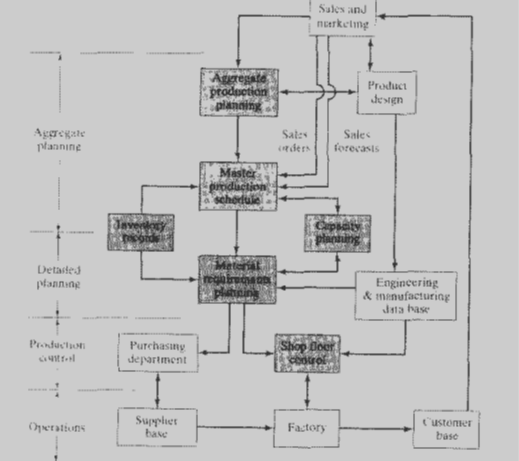 Sales and
marketing
Aggregate
production
planning
Product
design
Aggregate
planning
Sales
orders
Sales
forecasts
Master
production
schedule
Inventory
records
Capacity
planning
Detailed
planning
Material
requirements
planning
Engineering
& manufacturing
data base
Production
control
Purchasing
department
Shop floor
control
Operations
Supplier
base
Factory
Customer
base